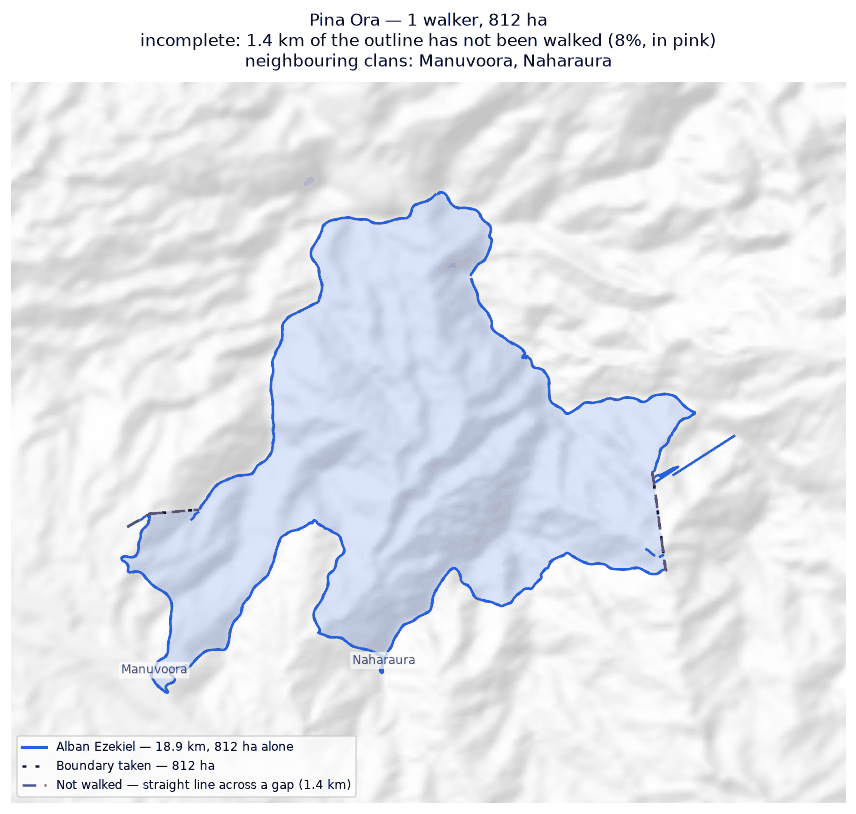 Pina Ora — 1 walker, 812 ha
incomplete: 1.4 km of the outline has not been walked (8%, in pink)
neighbouring clans: Manuvoora, Naharaura
Naharaura
Manuvoora
Alban Ezekiel — 18.9 km, 812 ha alone
Boundary taken — 812 ha
Not walked — straight line across a gap (1.4 km)